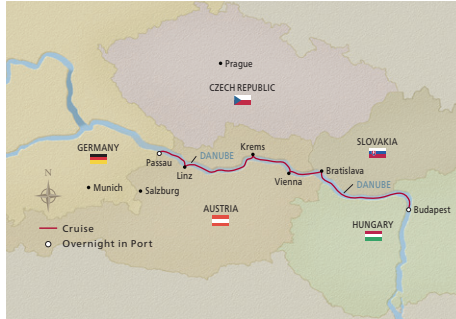 Prague
CZECH REPUBLIC
GERMANY
Passau
DANUBE
Krems
SLOVAKIA
Linz
Vienna
Bratislava
DANUBE
N
Munich
Salzburg
AUSTRIA
Budapest
HUNGARY
Cruise
Overnight in Port